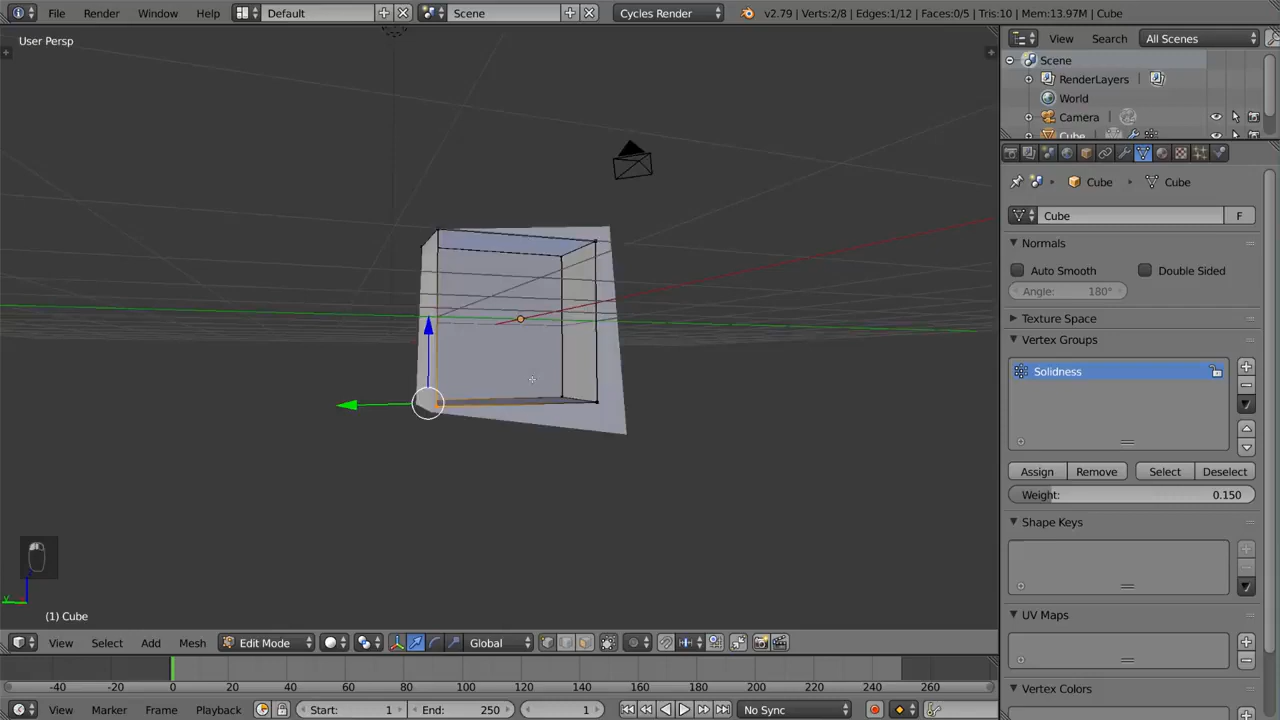 File Render Window Help Default Scene Cycles Render v2.79 | Verts:2/8 | Edges:1/12 | Faces:0/5 | Tris:10 | Mem:13.97M | Cube
User Persp
View Search All Scenes
Scene
RenderLayers
World
Camera
Cube
Cube Cube
Cube F
Normals
Auto Smooth Double Sided
Angle: 180°
Texture Space
Vertex Groups
Solidness
Assign Remove Select Deselect
Weight: 0.150
Shape Keys
UV Maps
Vertex Colors
y
(1) Cube
View Select Add Mesh Edit Mode Global
-40 -20 0 20 40 60 80 100 120 140 160 180 200 220 240 260
View Marker Frame Playback Start: 1 End: 250 1 No Sync